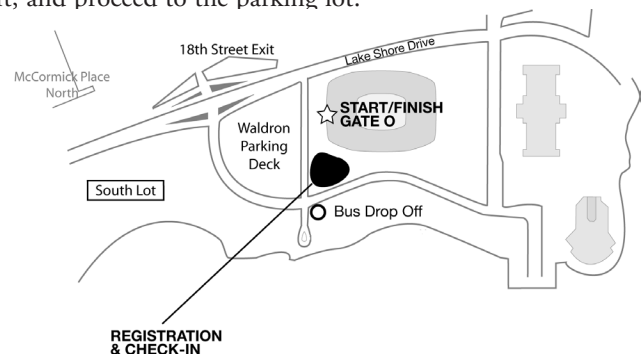 and proceed to the parking lot.
18th Street Exit
Lake Shore Drive
McCormick Place
North
START/FINISH
GATE O
Waldron
Parking
Deck
South Lot
Bus Drop Off
REGISTRATION
& CHECK-IN